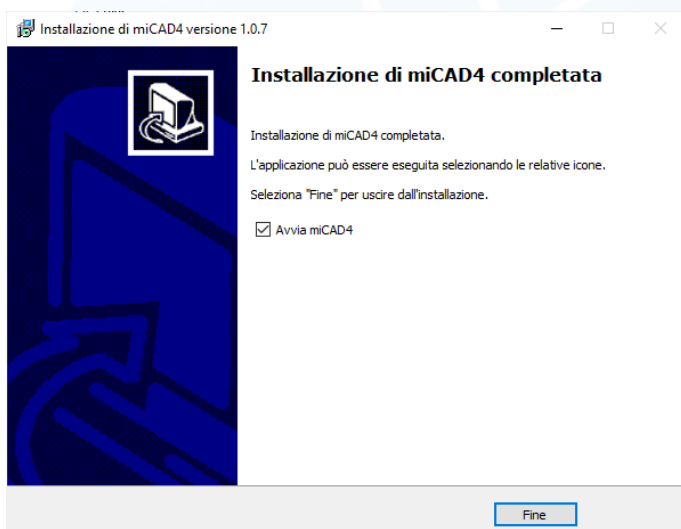 Installazione di miCAD4 versione 1.0.7
Installazione di miCAD4 completata
Installazione di miCAD4 completata.
L'applicazione può essere eseguita selezionando le relative icone.
Seleziona "Fine" per uscire dall'installazione.
Avvia miCAD4
Fine